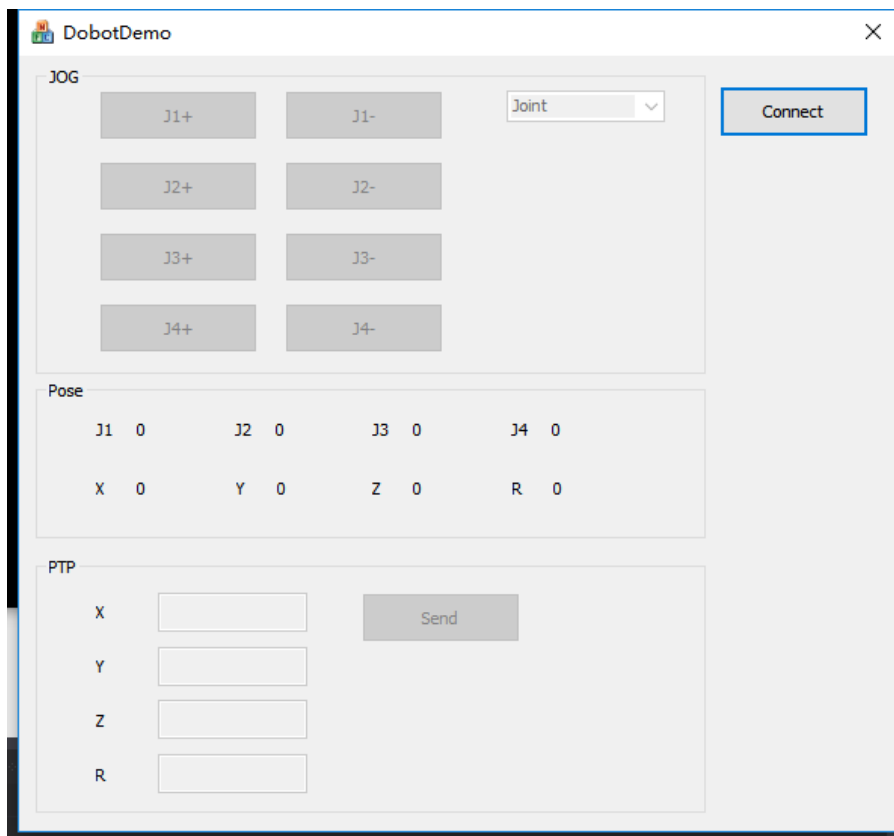 DobotDemo
JOG
J1+ J1- Joint Connect
J2+ J2-
J3+ J3-
J4+ J4-
Pose
J1 0 J2 0 J3 0 J4 0
X 0 Y 0 Z 0 R 0
PTP
X Send
Y
Z
R